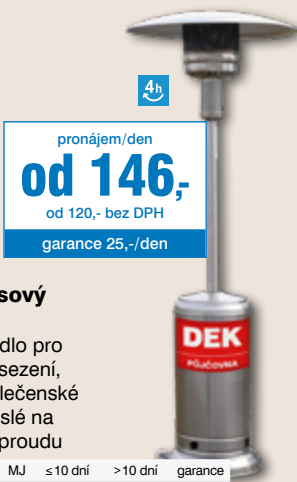 4h
pronájem/den
od 146,-
od 120,- bez DPH
garance 25,-/den
sový
dlo pro
sezení,
lečenské
slé na
proudu
DEK
PŮJČOVNA
MJ ≤10 dní >10 dní garance